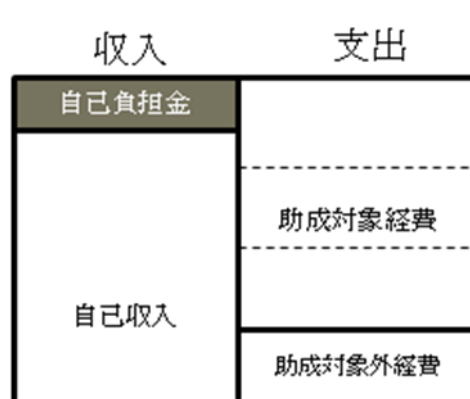 収入
支出
自己負担金
助成対象経費
自己収入
助成対象外経費